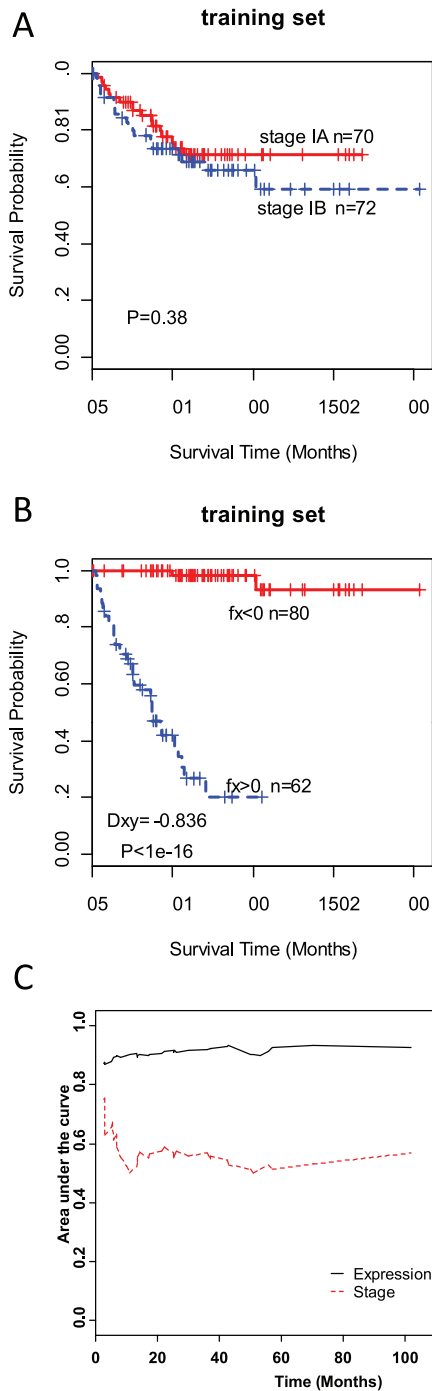 A
training set
.0
0.81
.6
0.40
.2
0.00
Survival Probability
stage IA n=70
stage IB n=72
P=0.38
05 01 00 1502 00
Survival Time (Months)
B
training set
1.0
.8
0.60
0.4
.2
0.00
Survival Probability
fx<0 n=80
fx>0 n=62
Dxy= -0.836
P<1e-16
05 01 00 1502 00
Survival Time (Months)
C
1.0
0.8
0.6
0.4
0.2
0.0
Area under the curve
Expression
Stage
0 20 40 60 80 100
Time (Months)